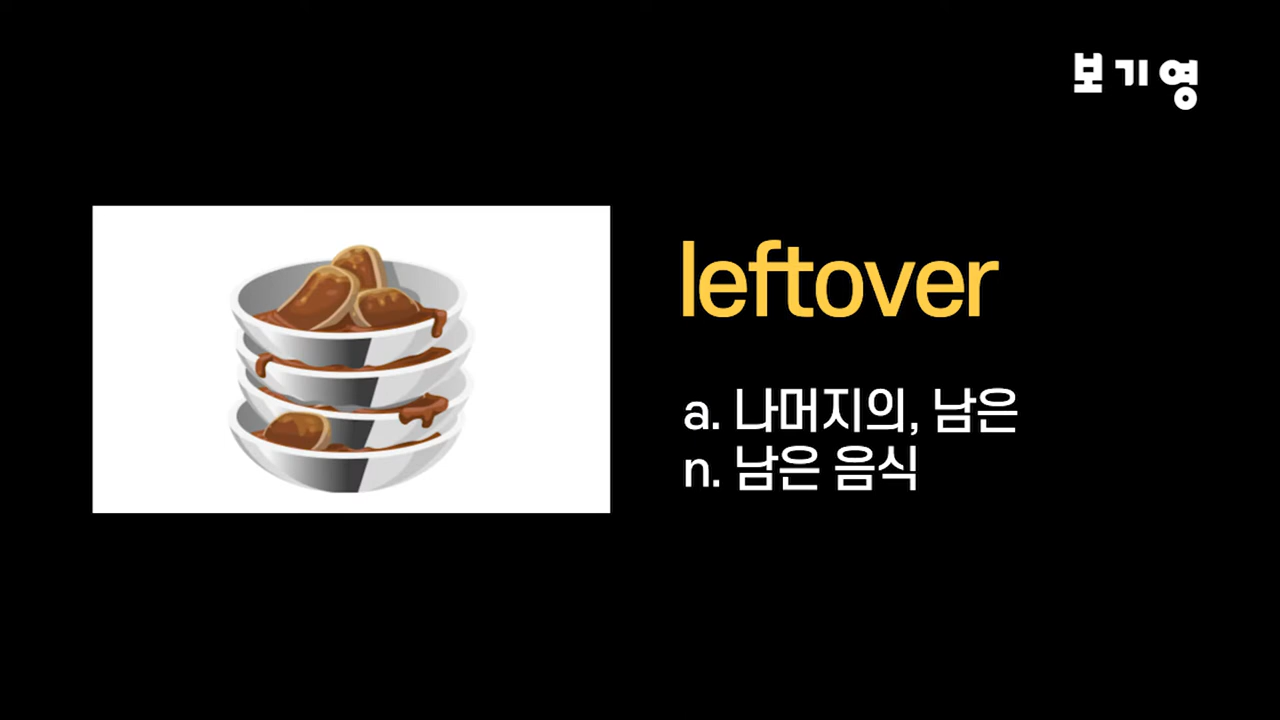 보기영
leftover
a. 나머지의, 남은
n. 남은 음식